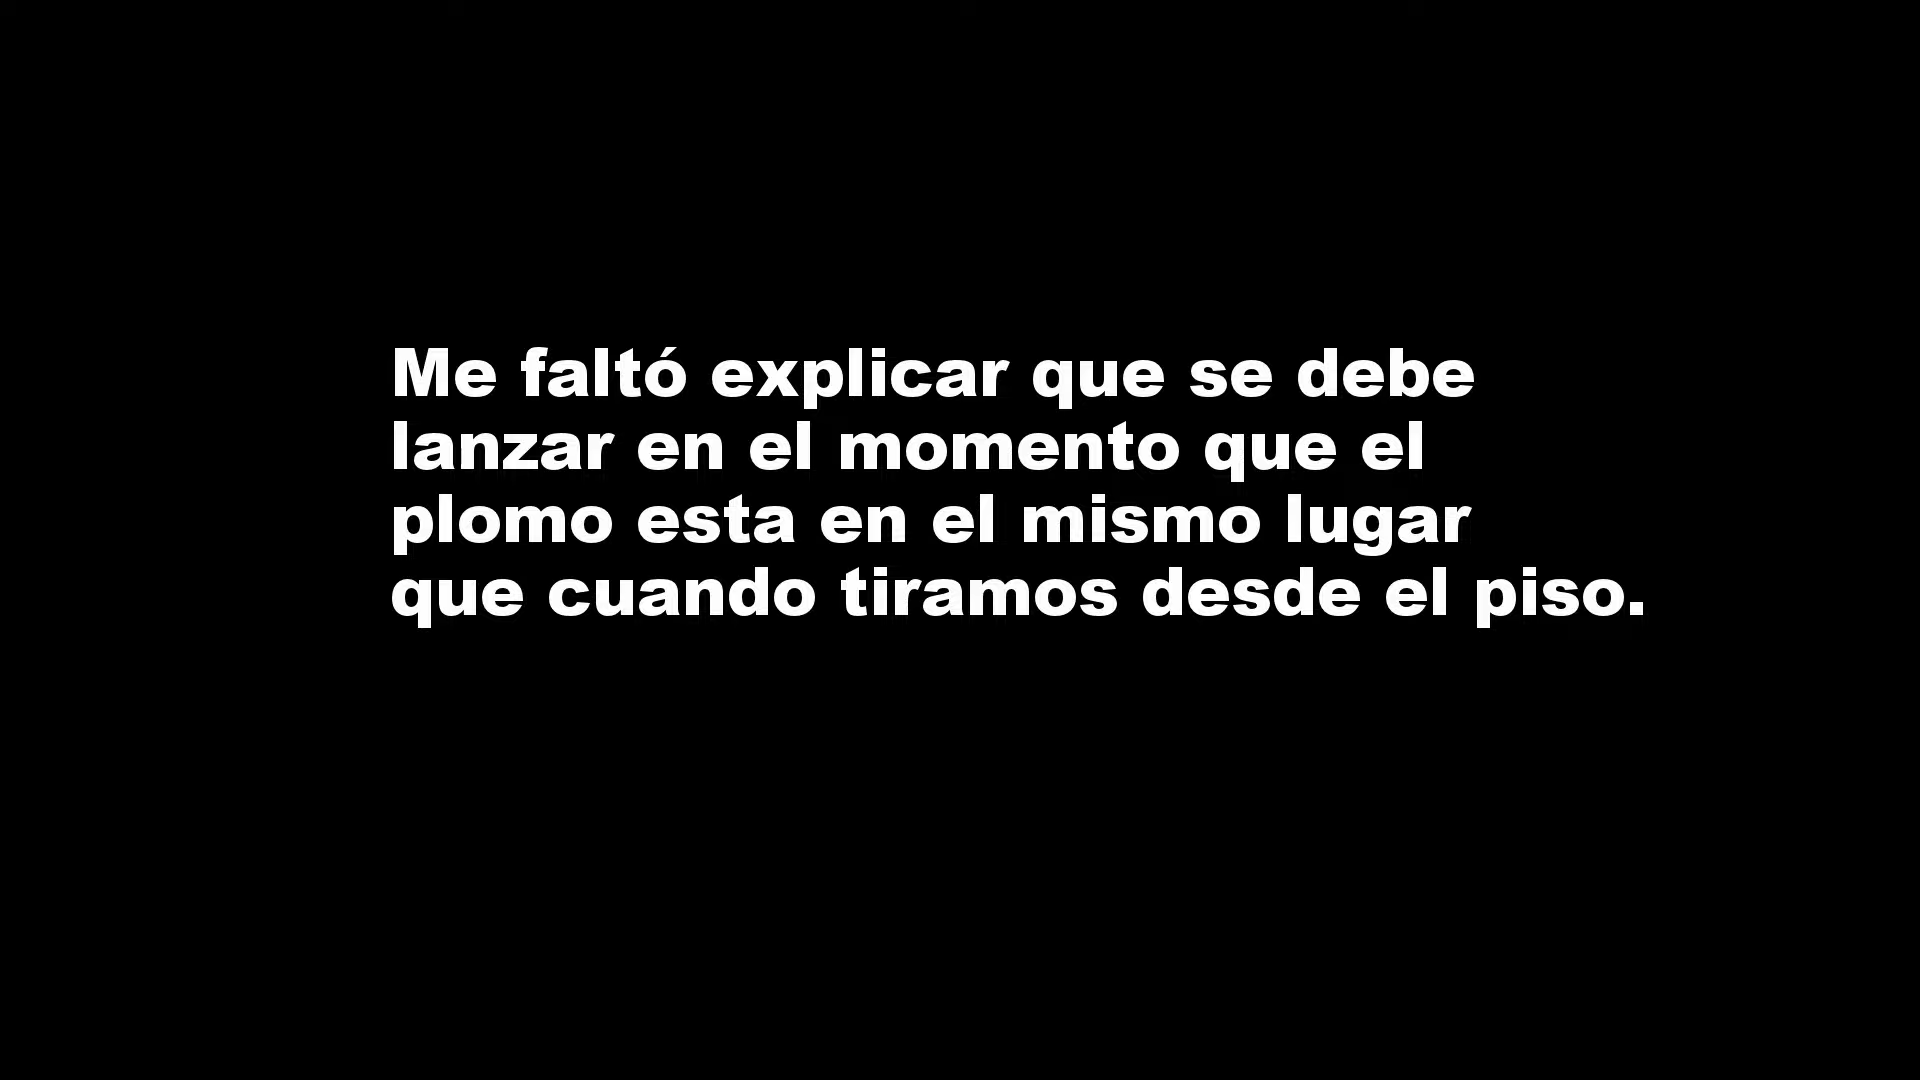 Me faltó explicar que se debe
lanzar en el momento que el
plomo esta en el mismo lugar
que cuando tiramos desde el piso.